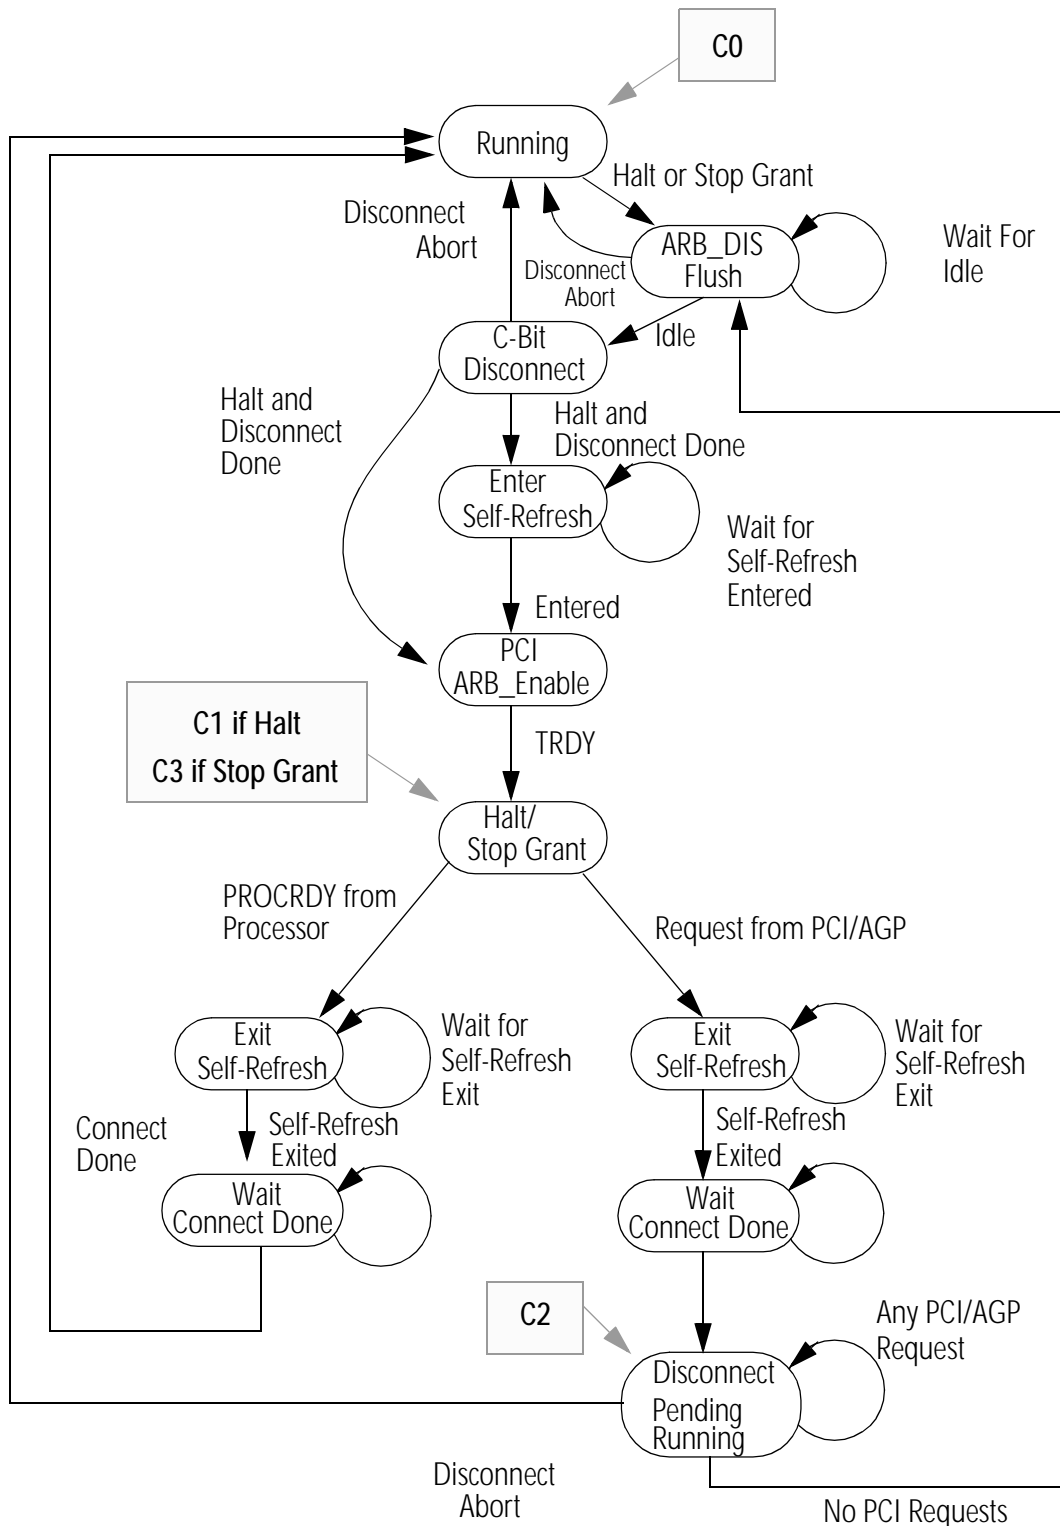 C0
Running
Halt or Stop Grant
Disconnect
Abort
ARB_DIS
Flush
Wait For
Idle
Disconnect
Abort
C-Bit
Disconnect
Idle
Halt and
Disconnect
Done
Halt and
Disconnect Done
Enter
Self-Refresh
Wait for
Self-Refresh
Entered
Entered
PCI
ARB_Enable
C1 if Halt
C3 if Stop Grant
TRDY
Halt/
Stop Grant
PROCRDY from
Processor
Request from PCI/AGP
Exit
Self-Refresh
Wait for
Self-Refresh
Exit
Exit
Self-Refresh
Wait for
Self-Refresh
Exit
Connect
Done
Self-Refresh
Exited
Self-Refresh
Exited
Wait
Connect Done
Wait
Connect Done
C2
Any PCI/AGP
Request
Disconnect
Pending
Running
Disconnect
Abort
No PCI Requests